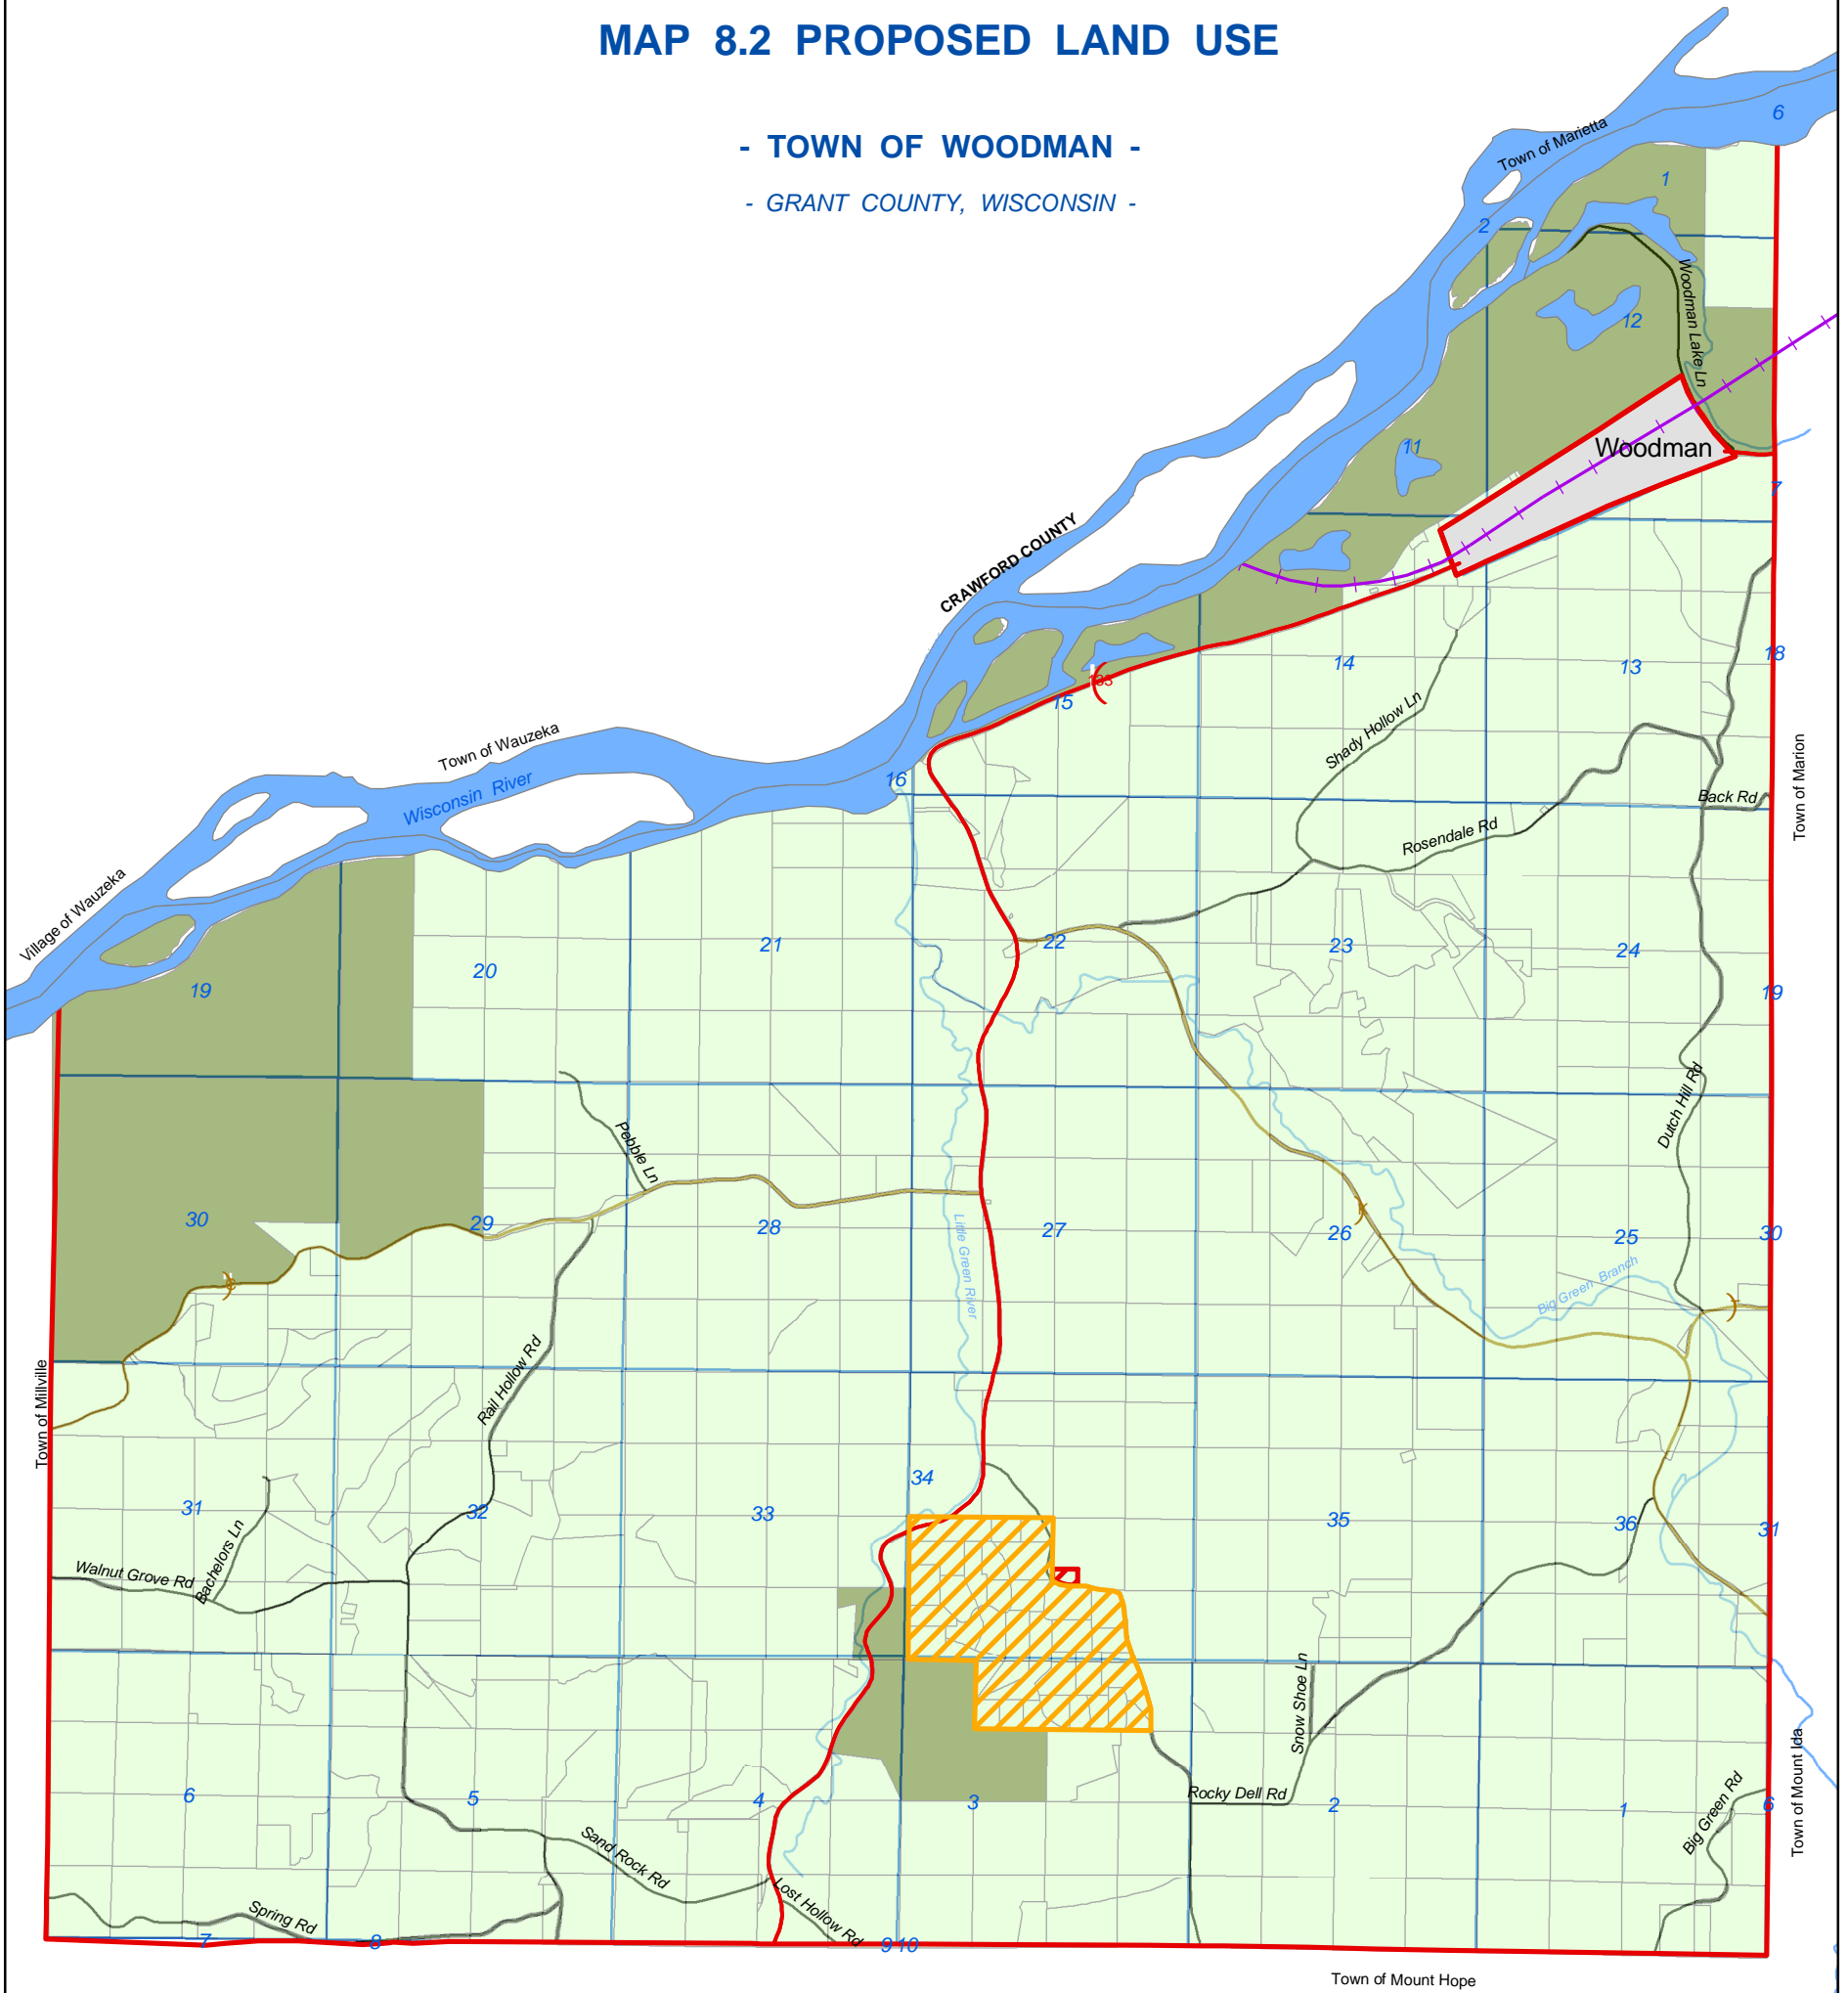 MAP 8.2 PROPOSED LAND USE
- TOWN OF WOODMAN -
- GRANT COUNTY, WISCONSIN -
6
Town of Marietta
1
2
Woodman Lake Ln
12
11
Woodman
7
CRAWFORD COUNTY
14
13
18
133
15
Shady Hollow Ln
Town of Wauzeka
Town of Marion
16
Wisconsin River
Back Rd
Rosendale Rd
Village of Wauzeka
21
22
23
24
20
19
19
Dutch Hill Rd
Pebble Ln
30
29
28
27
26
25
30
K
Little Green River
Big Green Branch
C
T
Town of Millville
Rail Hollow Rd
34
31
32
33
35
36
31
Bachelors Ln
Walnut Grove Rd
Snow Shoe Ln
Town of Mount Ida
Rocky Dell Rd
6
5
4
3
2
1
6
Big Green Rd
Sand Rock Rd
Lost Hollow Rd
Spring Rd
7
8
9
10
Town of Mount Hope